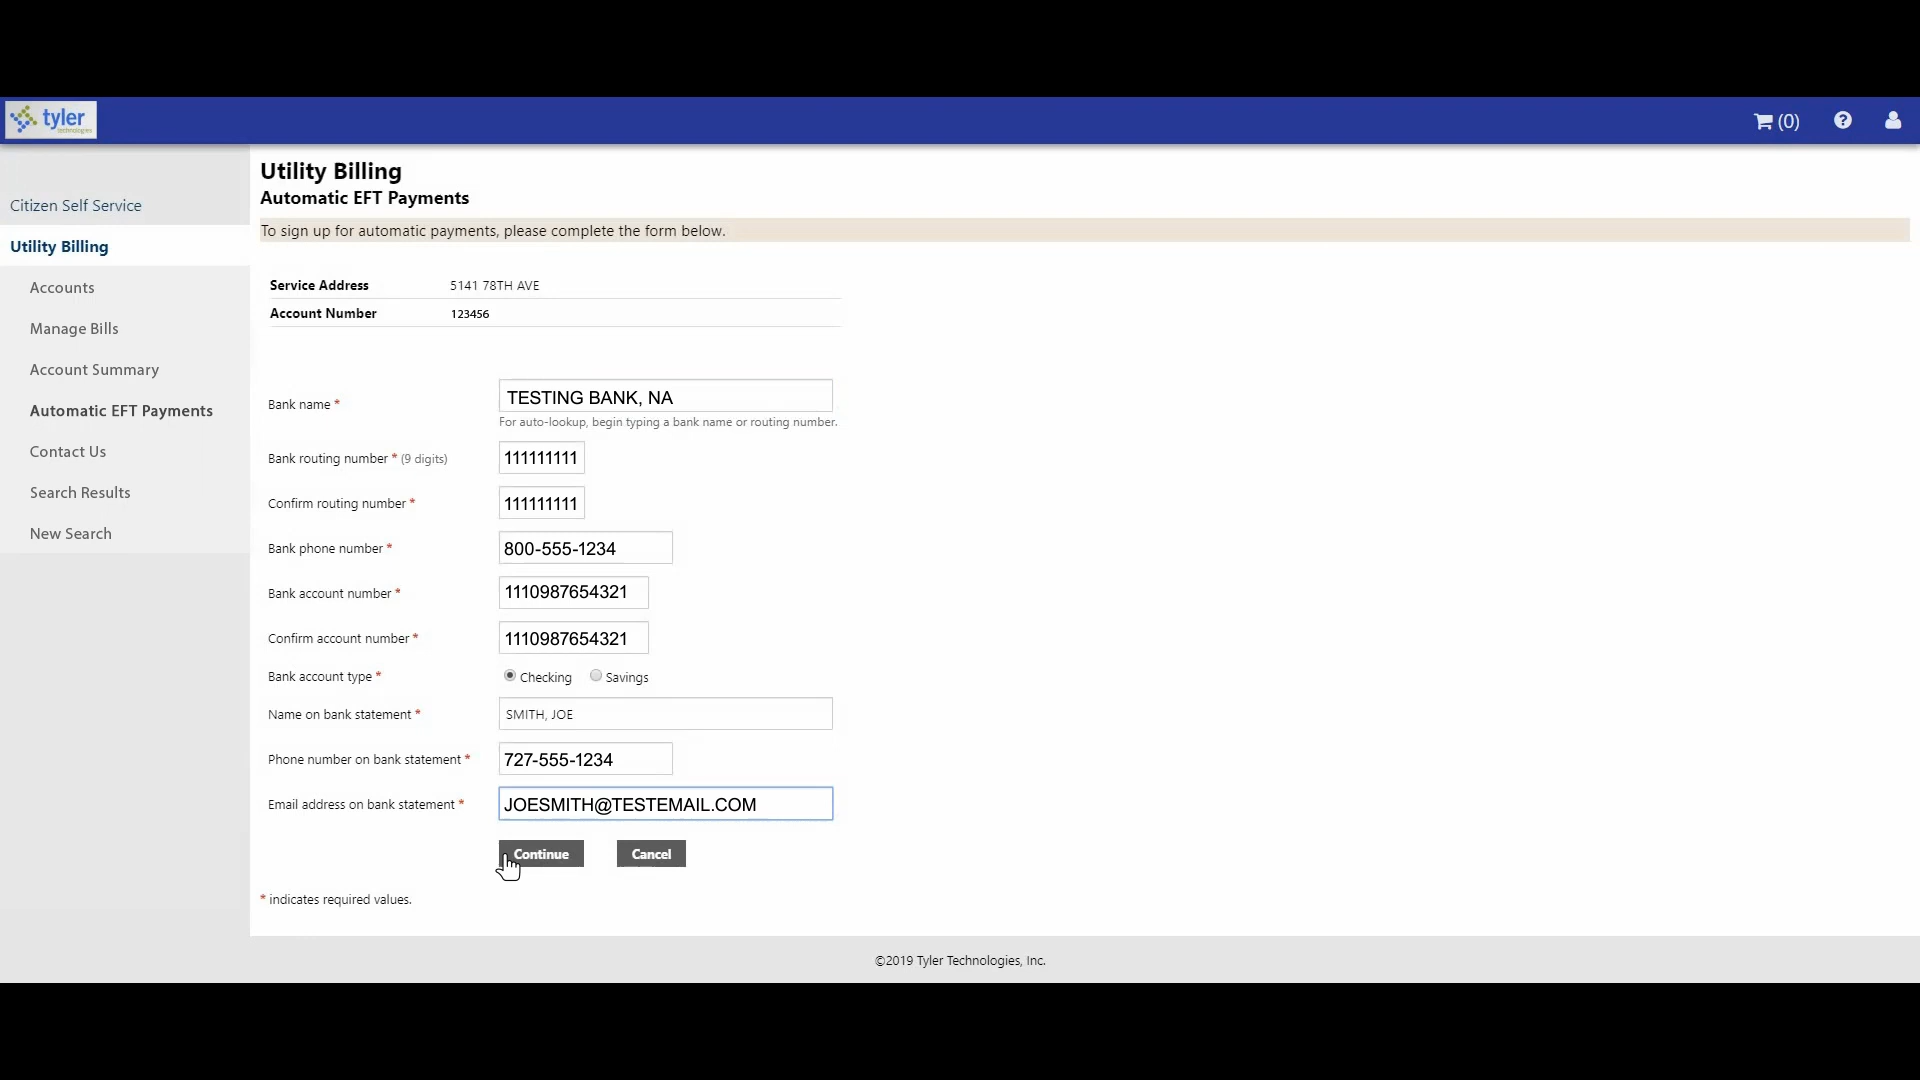 tyler
technologies
(0)
Citizen Self Service
Utility Billing
Accounts
Manage Bills
Account Summary
Automatic EFT Payments
Contact Us
Search Results
New Search
Utility Billing
Automatic EFT Payments
To sign up for automatic payments, please complete the form below.
Service Address 5141 78TH AVE
Account Number 123456
Bank name * TESTING BANK, NA
For auto-lookup, begin typing a bank name or routing number.
Bank routing number * (9 digits) 111111111
Confirm routing number * 111111111
Bank phone number * 800-555-1234
Bank account number * 1110987654321
Confirm account number * 1110987654321
Bank account type * Checking Savings
Name on bank statement * SMITH, JOE
Phone number on bank statement * 727-555-1234
Email address on bank statement * JOESMITH@TESTEMAIL.COM
Continue Cancel
* indicates required values.
©2019 Tyler Technologies, Inc.